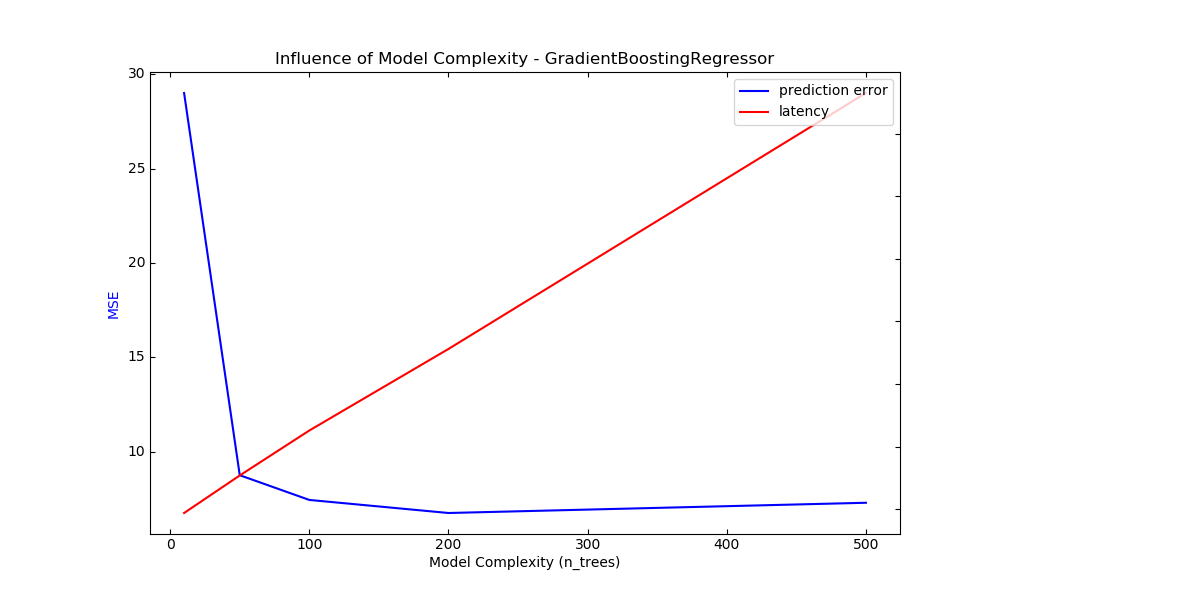 Influence of Model Complexity - GradientBoostingRegressor
30
25
20
15
10
MSE
prediction error
latency
0 100 200 300 400 500
Model Complexity (n_trees)